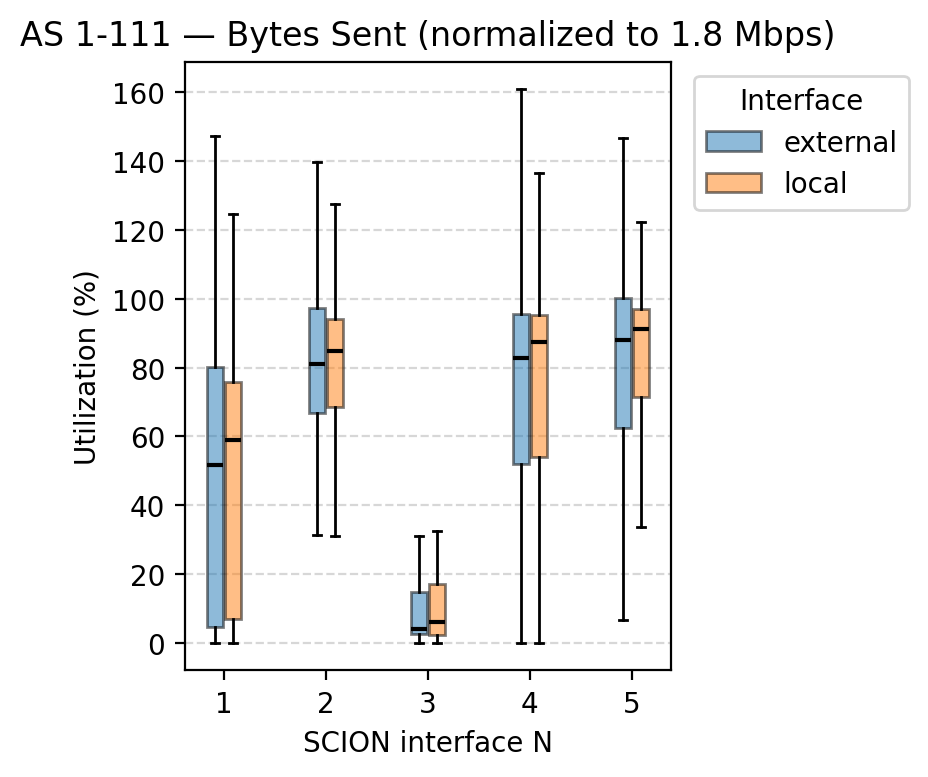 AS 1-111 — Bytes Sent (normalized to 1.8 Mbps)
Utilization (%)
160
140
120
100
80
60
40
20
0
1 2 3 4 5
SCION interface N
Interface
external
local